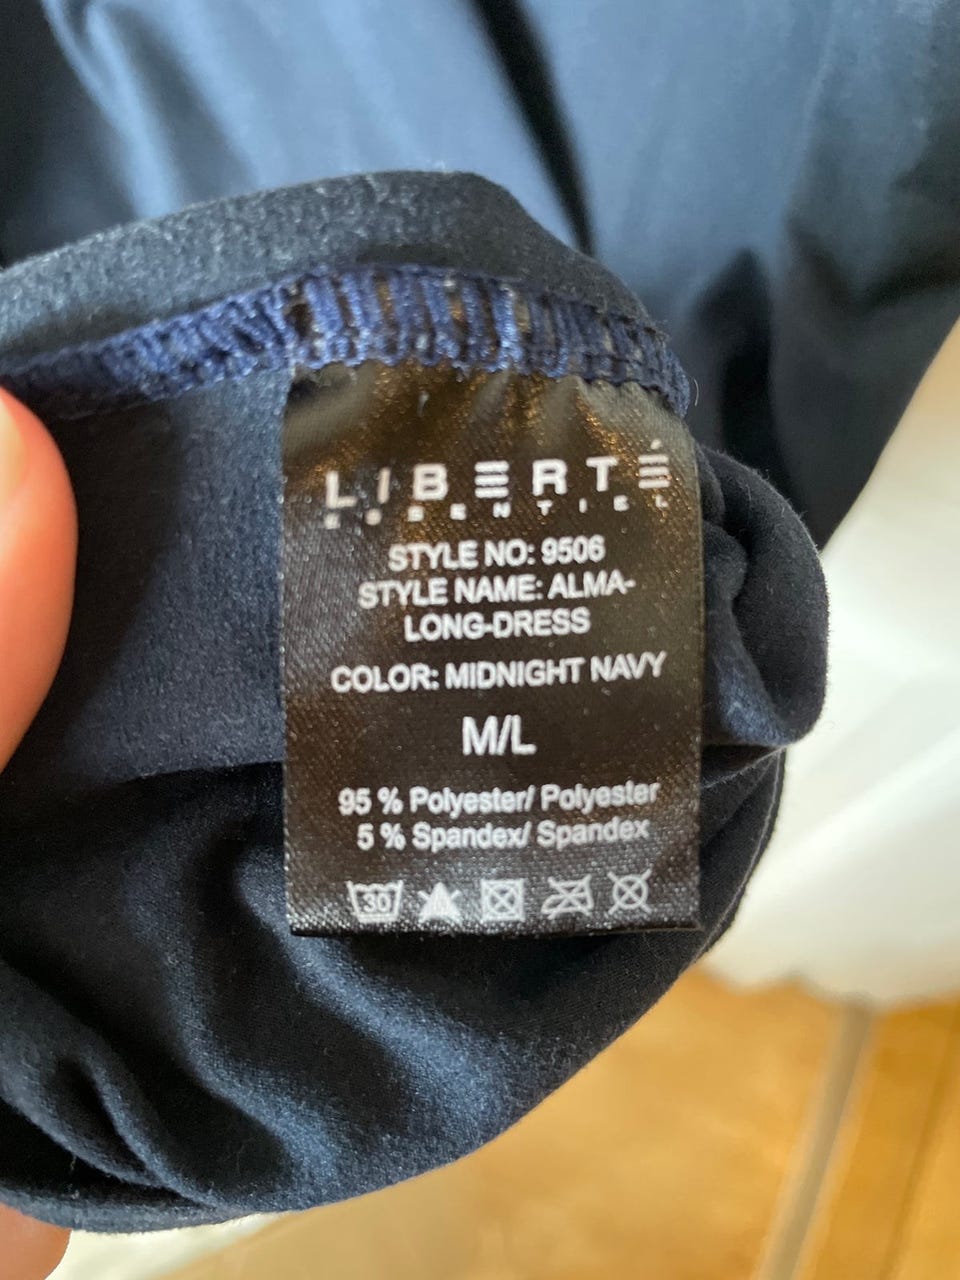 LIBERTÉ
ESSENTIEL
STYLE NO: 9506
STYLE NAME: ALMA-
LONG-DRESS
COLOR: MIDNIGHT NAVY
M/L
95 % Polyester/ Polyester
5 % Spandex/ Spandex
30